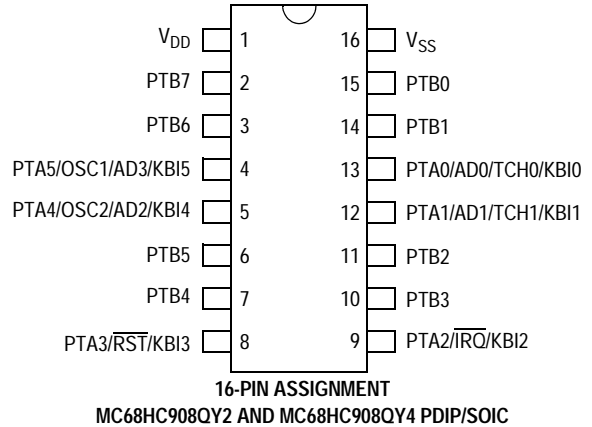 V_DD 1 16 V_SS
PTB7 2 15 PTB0
PTB6 3 14 PTB1
PTA5/OSC1/AD3/KBI5 4 13 PTA0/AD0/TCH0/KBI0
PTA4/OSC2/AD2/KBI4 5 12 PTA1/AD1/TCH1/KBI1
PTB5 6 11 PTB2
PTB4 7 10 PTB3
PTA3/R̅S̅T̅/KBI3 8 9 PTA2/I̅R̅Q̅/KBI2
16-PIN ASSIGNMENT
MC68HC908QY2 AND MC68HC908QY4 PDIP/SOIC